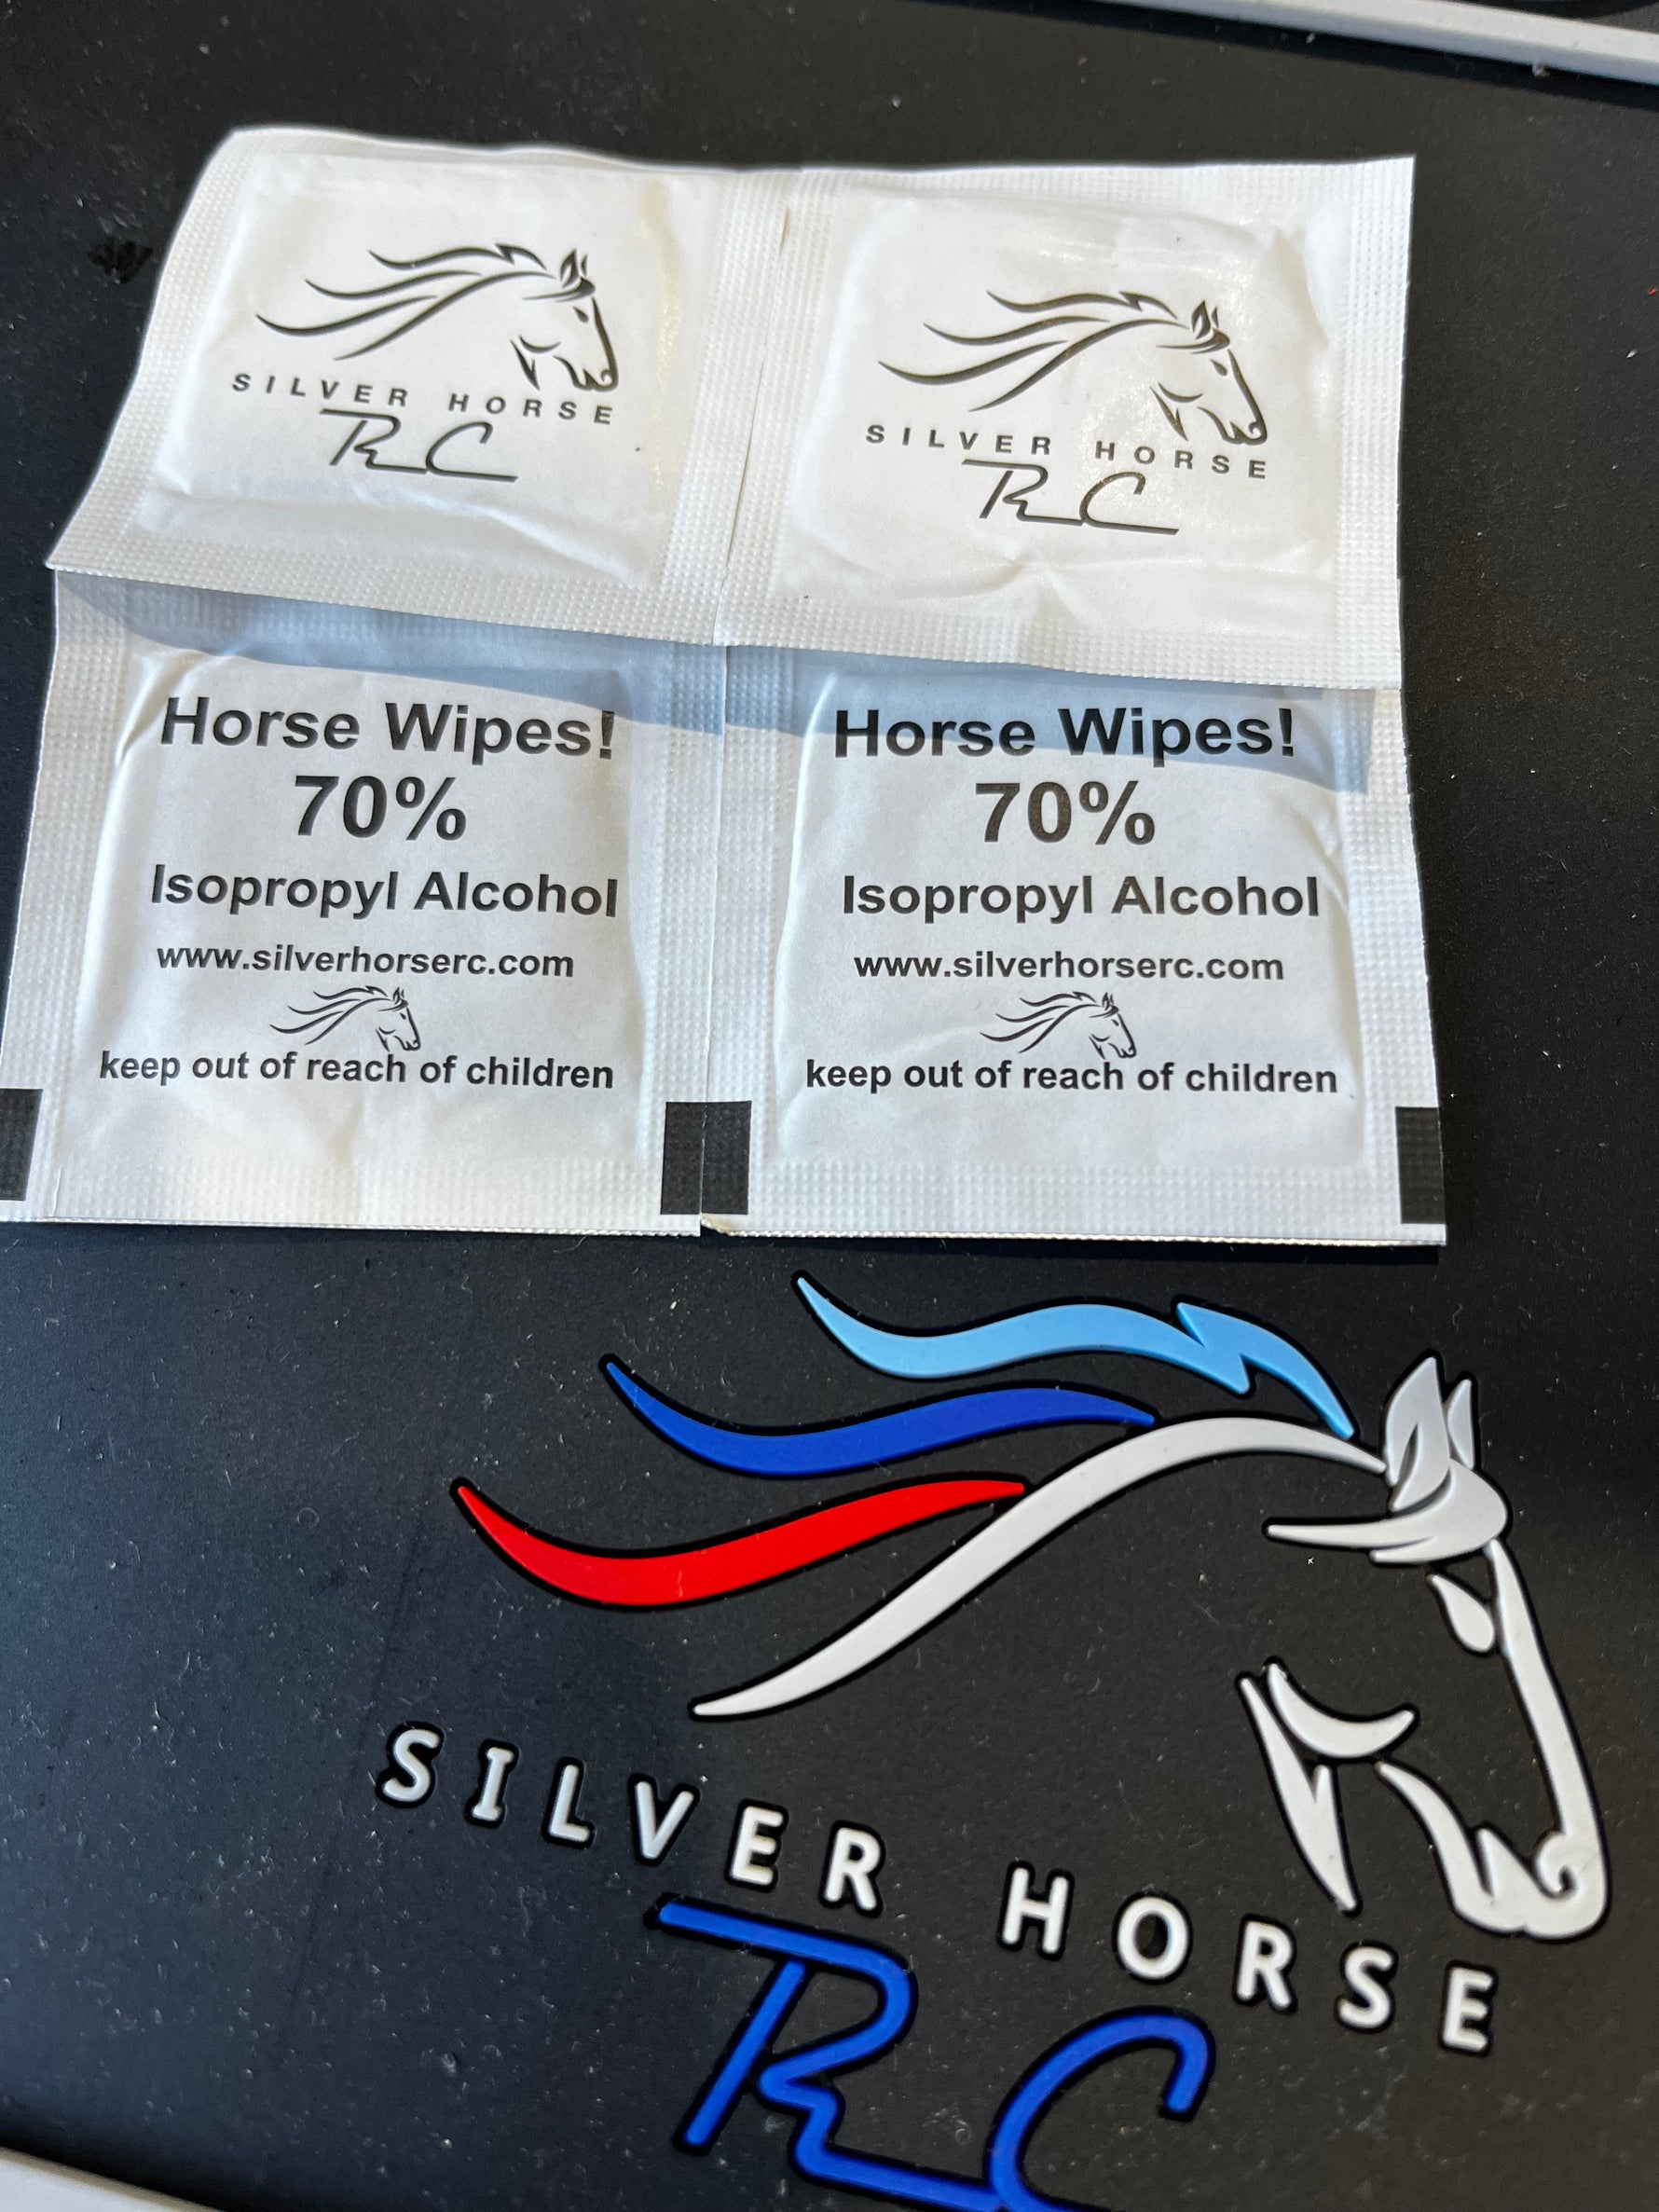 SILVER HORSE
RC
SILVER HORSE
RC
Horse Wipes!
70%
Isopropyl Alcohol
www.silverhorserc.com
keep out of reach of children
Horse Wipes!
70%
Isopropyl Alcohol
www.silverhorserc.com
keep out of reach of children
SILVER HORSE
RC